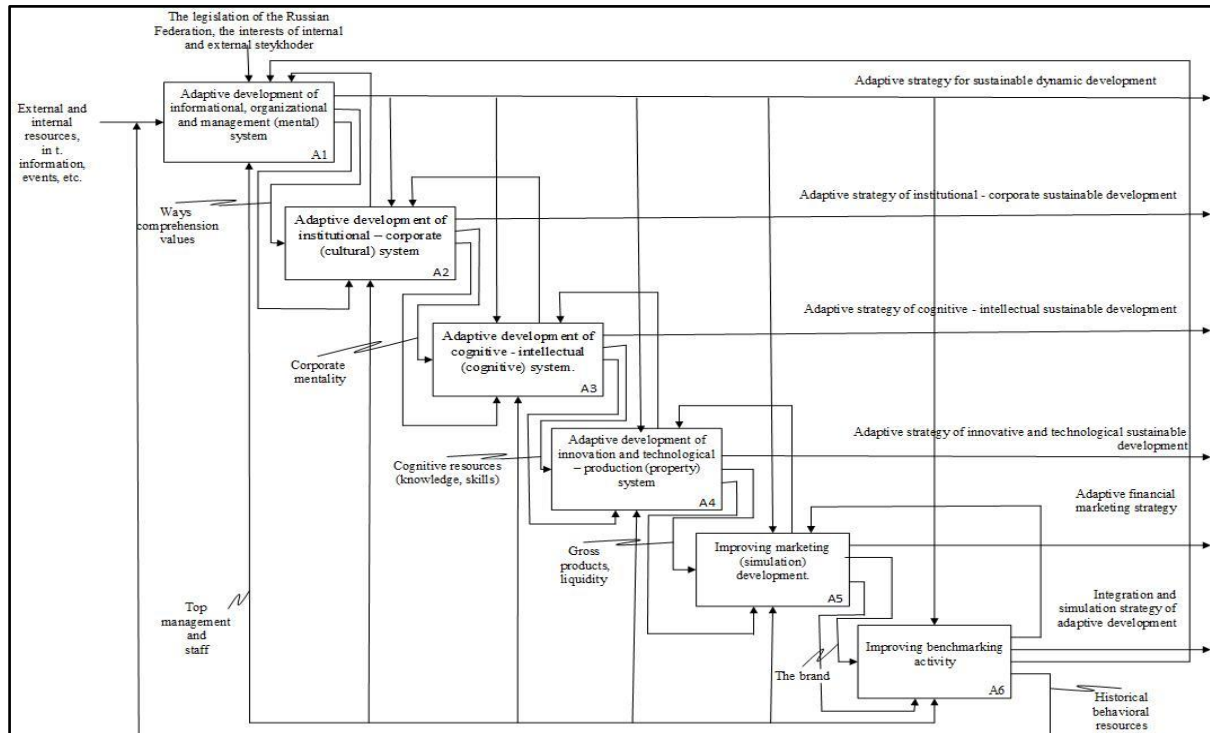 The legislation of the Russian
Federation, the interests of internal
and external steykhoder
Adaptive development of
informational, organizational
and management (mental)
system
A1
Adaptive strategy for sustainable dynamic development
External and
internal
resources,
in t.
information,
events, etc.
Ways
comprehension
values
Adaptive development of
institutional – corporate
(cultural) system
A2
Adaptive strategy of institutional - corporate sustainable development
Corporate
mentality
Adaptive development of
cognitive - intellectual
(cognitive) system.
A3
Adaptive strategy of cognitive - intellectual sustainable development
Cognitive resources
(knowledge, skills)
Adaptive development of
innovation and technological
– production (property)
system
A4
Adaptive strategy of innovative and technological sustainable
development
Gross
products,
liquidity
Improving marketing
(simulation)
development.
A5
Adaptive financial
marketing strategy
Top
management
and
staff
The brand
Improving benchmarking
activity
A6
Integration and
simulation strategy of
adaptive development
Historical
behavioral
resources